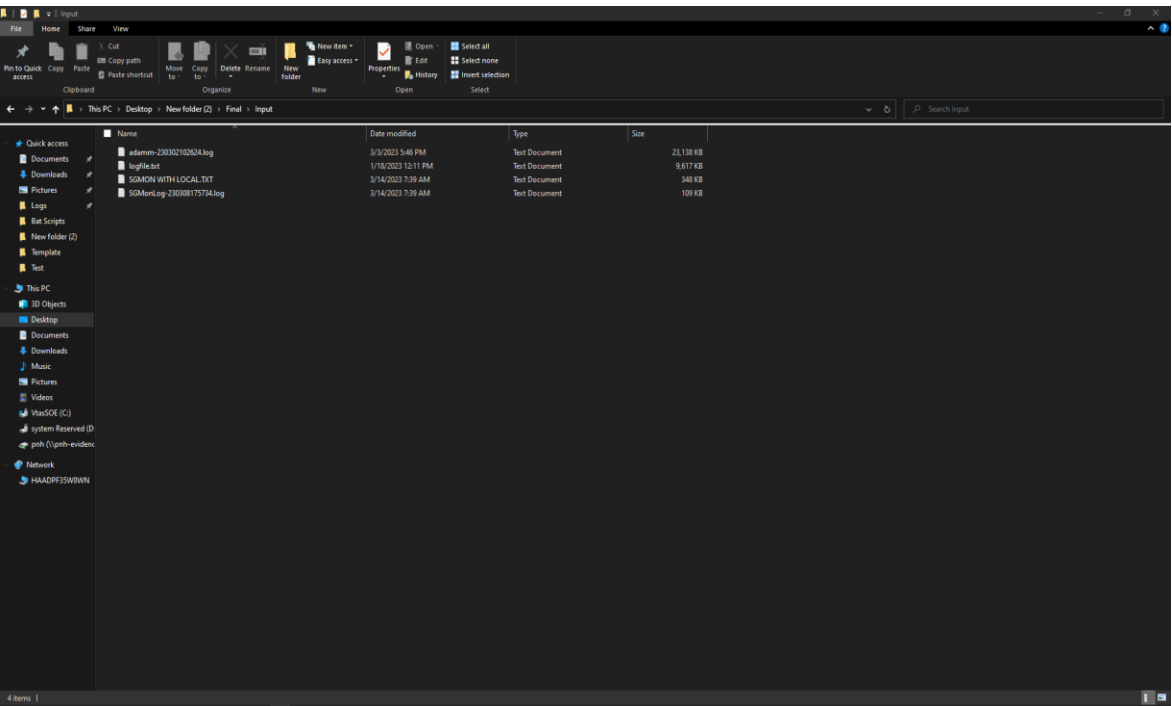 Input
File Home Share View
Pin to Quick access
Copy
Paste
Cut
Copy path
Paste shortcut
Clipboard
Move to
Copy to
Delete
Rename
Organize
New folder
New item
Easy access
New
Properties
Open
Edit
History
Open
Select all
Select none
Invert selection
Select
This PC > Desktop > New folder (2) > Final > Input
Search Input
Name Date modified Type Size
adamm-230302102624.log 3/3/2023 5:46 PM Text Document 23,138 KB
logfile.txt 1/18/2023 12:11 PM Text Document 9,617 KB
SGMON WITH LOCAL.TXT 3/14/2023 7:39 AM Text Document 348 KB
SGMonLog-230308175734.log 3/14/2023 7:39 AM Text Document 109 KB
Quick access
Documents
Downloads
Pictures
Logs
Bat Scripts
New folder (2)
Template
Test
This PC
3D Objects
Desktop
Documents
Downloads
Music
Pictures
Videos
VtasSOE (C:)
system Reserved (D
pnh (\\pnh-evidenc
Network
HAADPF3SW8WN
4 items